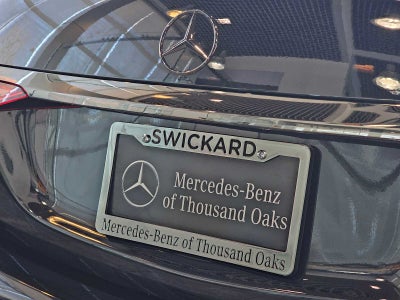 SWICKARD
Mercedes-Benz
of Thousand Oaks
Mercedes-Benz of Thousand Oaks